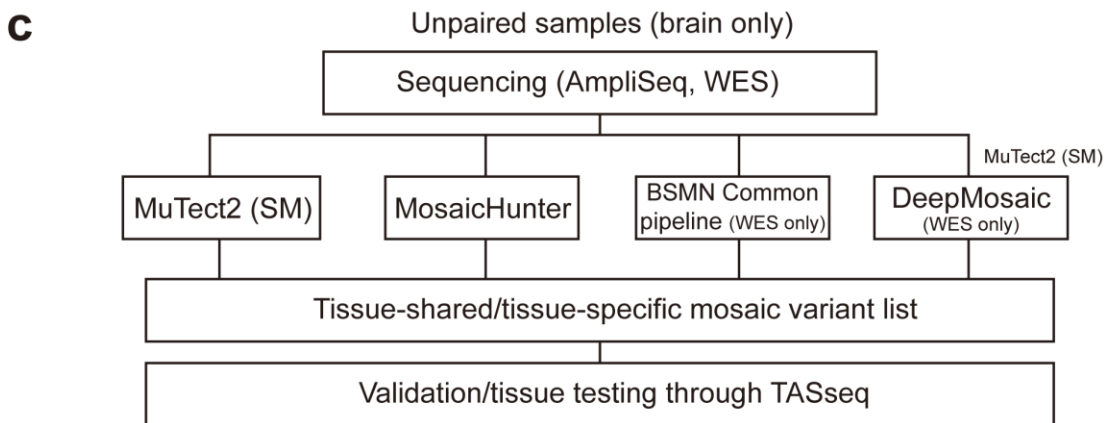 c
Unpaired samples (brain only)
Sequencing (AmpliSeq, WES)
MuTect2 (SM)
MuTect2 (SM)
MosaicHunter
BSMN Common
pipeline (WES only)
DeepMosaic
(WES only)
Tissue-shared/tissue-specific mosaic variant list
Validation/tissue testing through TASseq